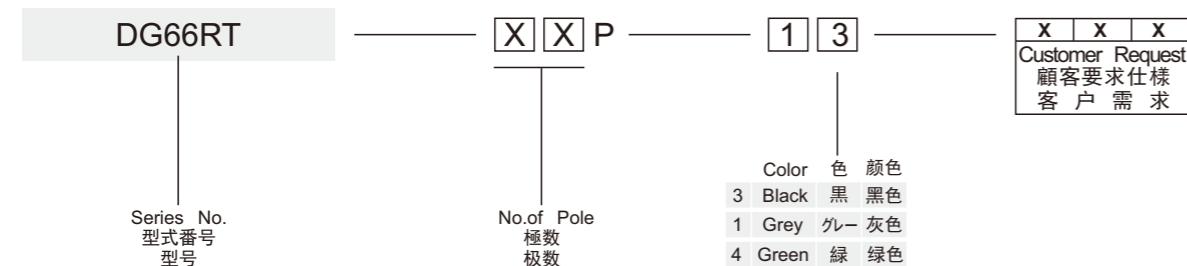 DG66RT X X P 1 3 X X X
Customer Request
顧客要求仕様
客户需求
Color 色 颜色
3 Black 黒 黑色
1 Grey グレー 灰色
4 Green 緑 绿色
Series No.
型式番号
型号
No.of Pole
極数
极数